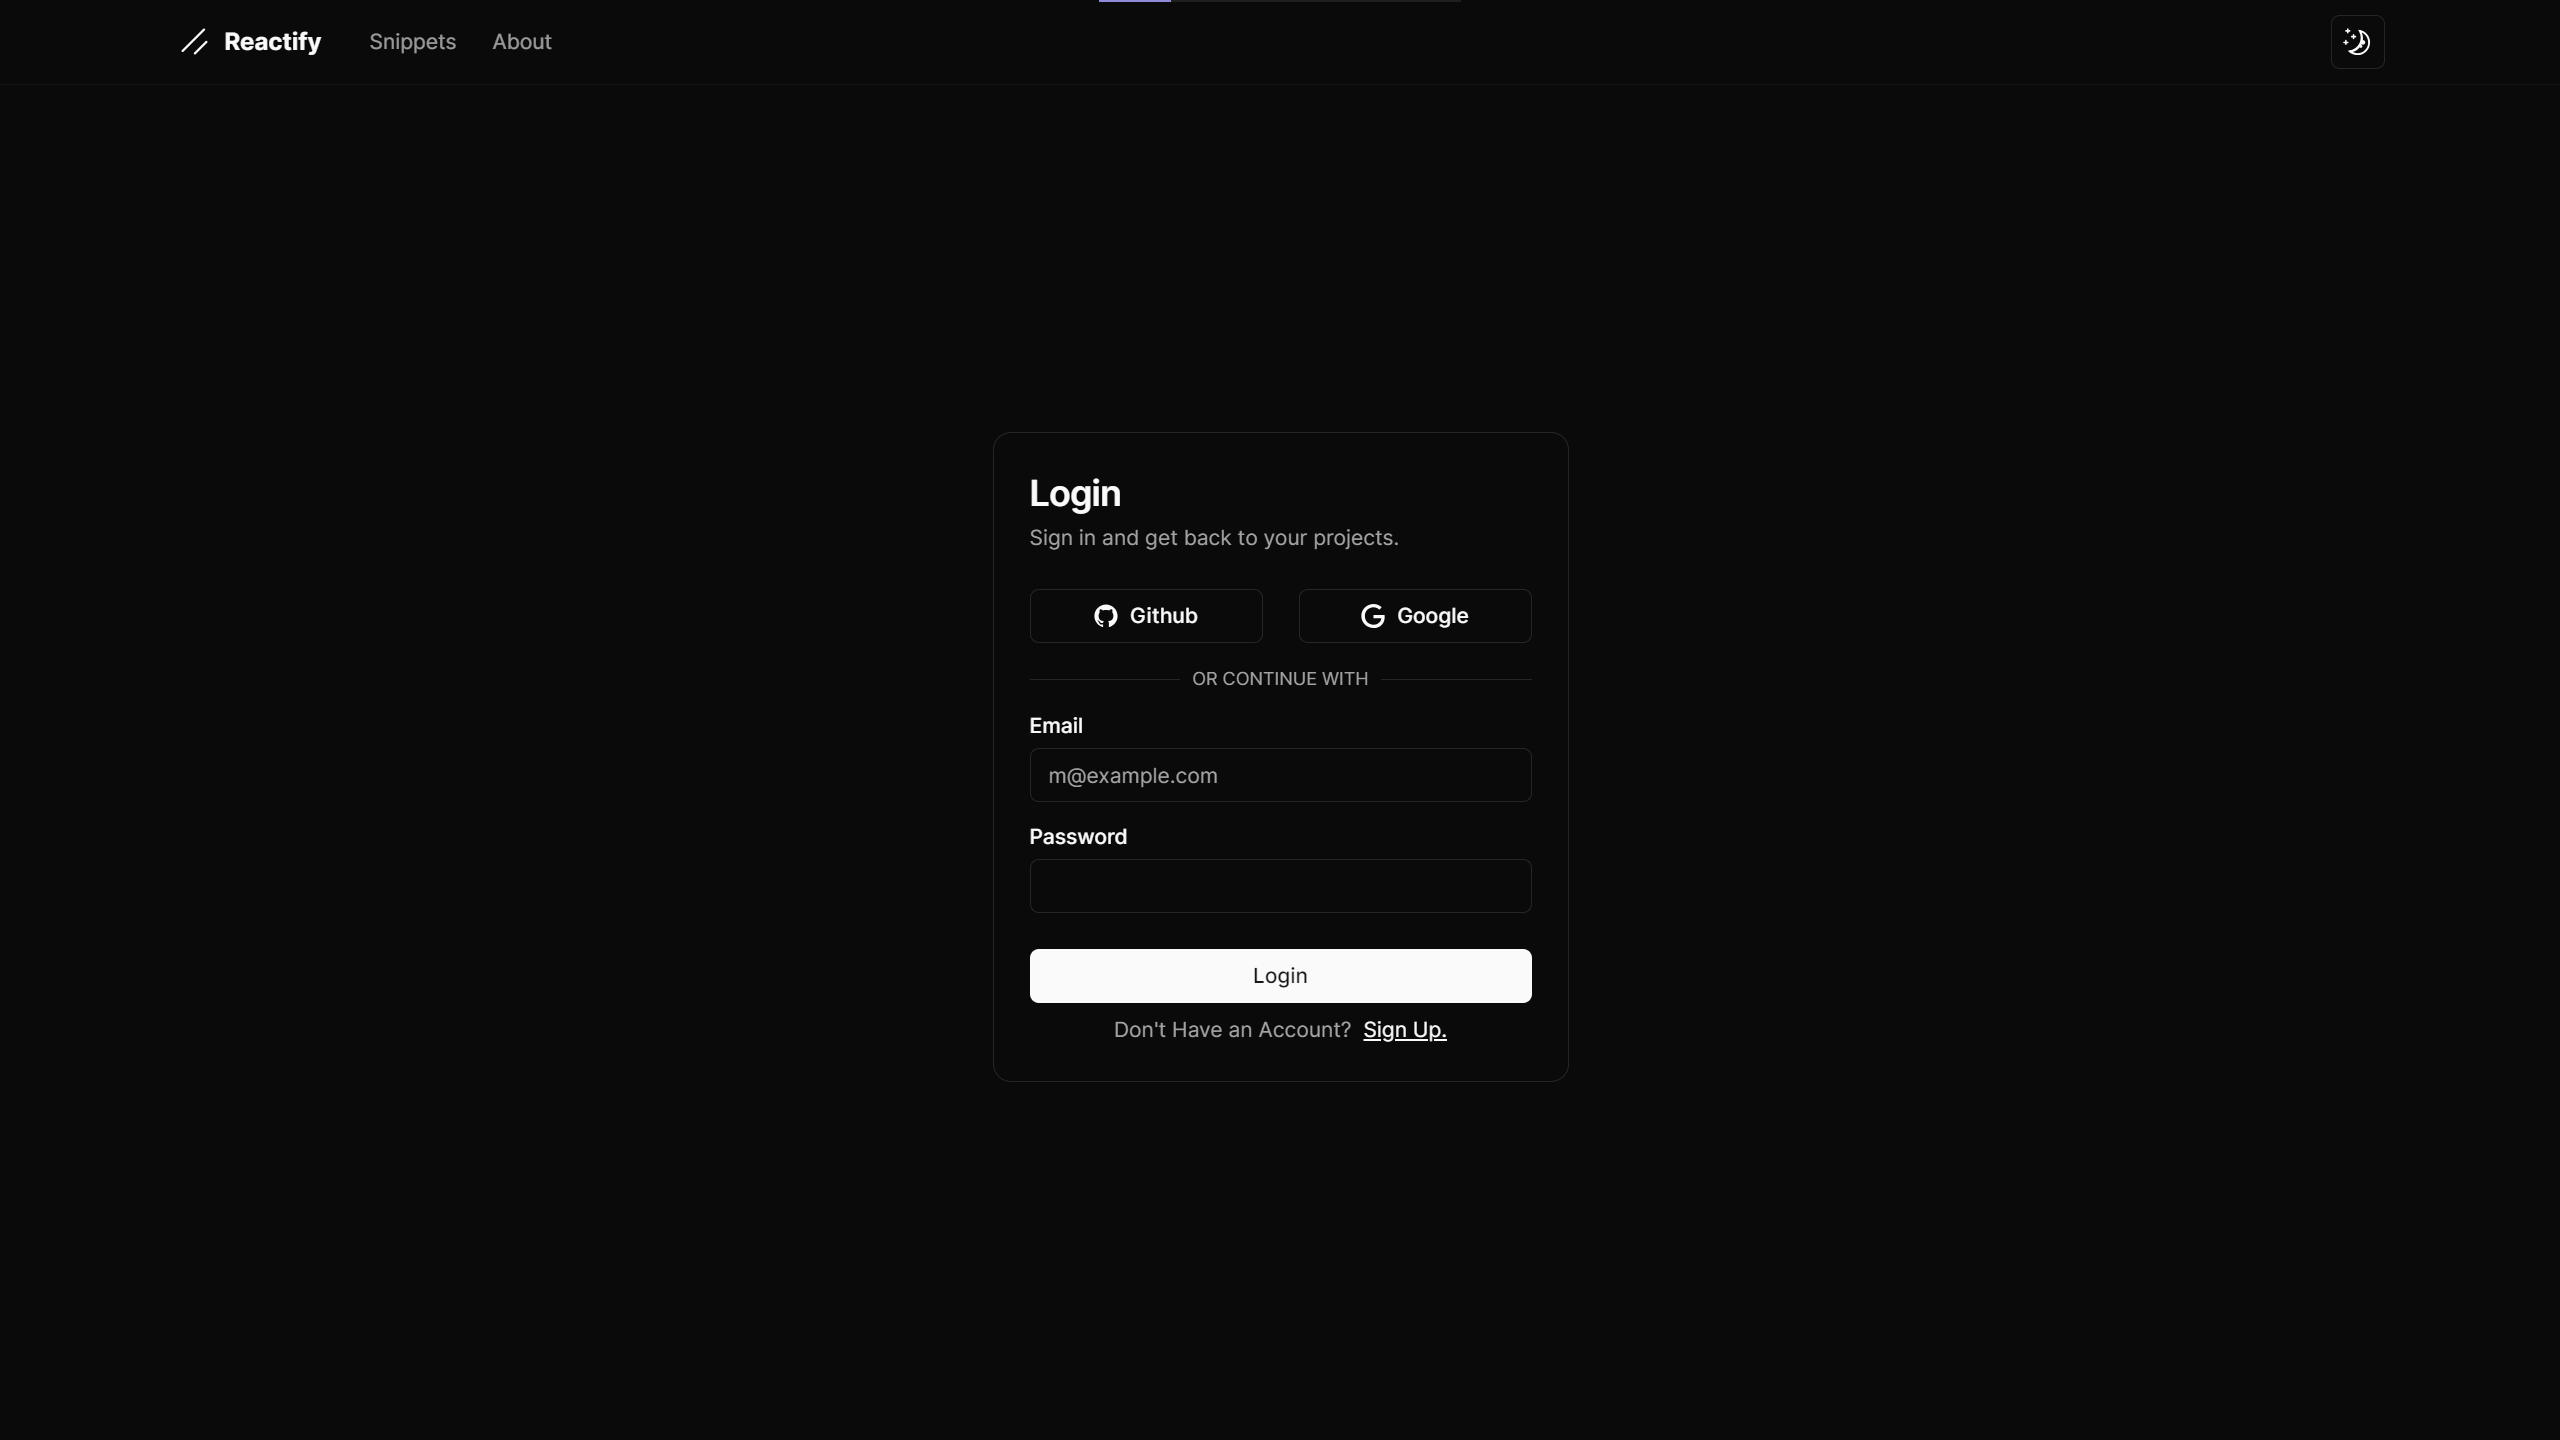 Reactify
Snippets
About
Login
Sign in and get back to your projects.
Github
Google
OR CONTINUE WITH
Email
m@example.com
Password
Login
Don't Have an Account? Sign Up.